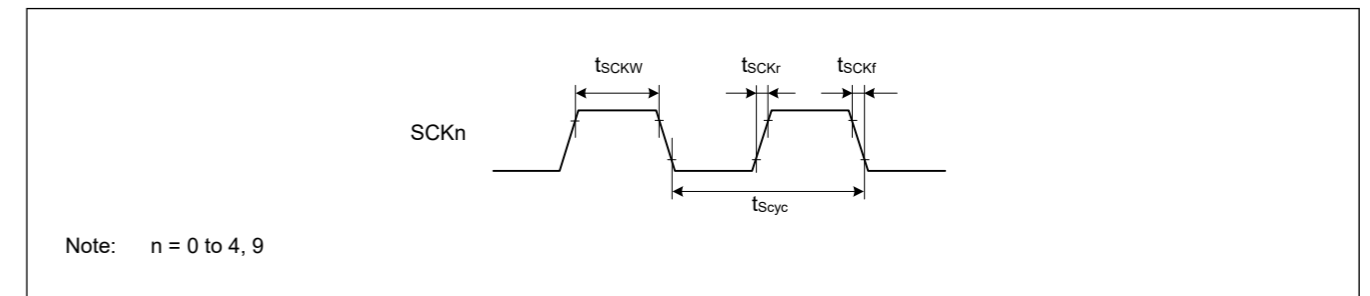 tSCKW tSCKr tSCKf
SCKn
tScyc
Note: n = 0 to 4, 9